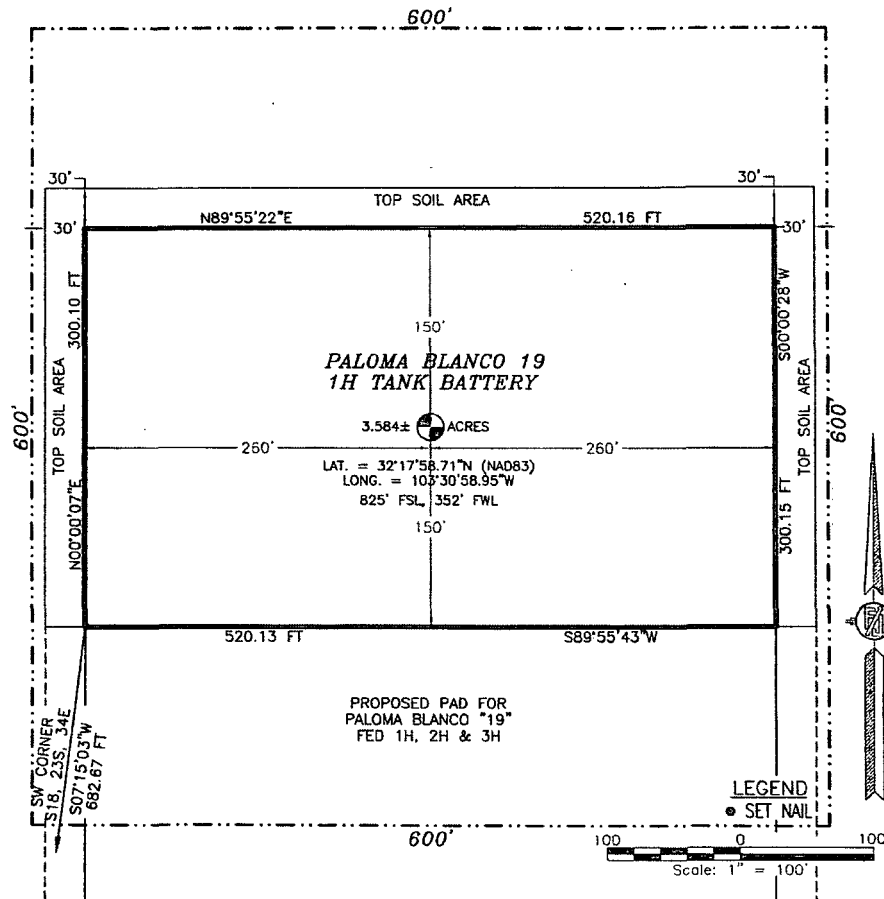 600'
30'
30'
TOP SOIL AREA
30'
N89°55'22"E
520.16 FT
30'
300.10 FT
TOP SOIL AREA
N00°00'07"E
600'
150'
S00°00'28"W
TOP SOIL AREA
300.15 FT
600'
PALOMA BLANCO 19
1H TANK BATTERY
3.584± ACRES
260'
260'
LAT. = 32°17'58.71"N (NAD83)
LONG. = 103°30'58.95"W
825' FSL, 352' FWL
150'
520.13 FT
S89°55'43"W
PROPOSED PAD FOR
PALOMA BLANCO "19"
FED 1H, 2H & 3H
SW CORNER
S18, 23S, 34E
S07°15'03"W
682.67 FT
LEGEND
SET NAIL
600'
100 0 100
Scale: 1" = 100'